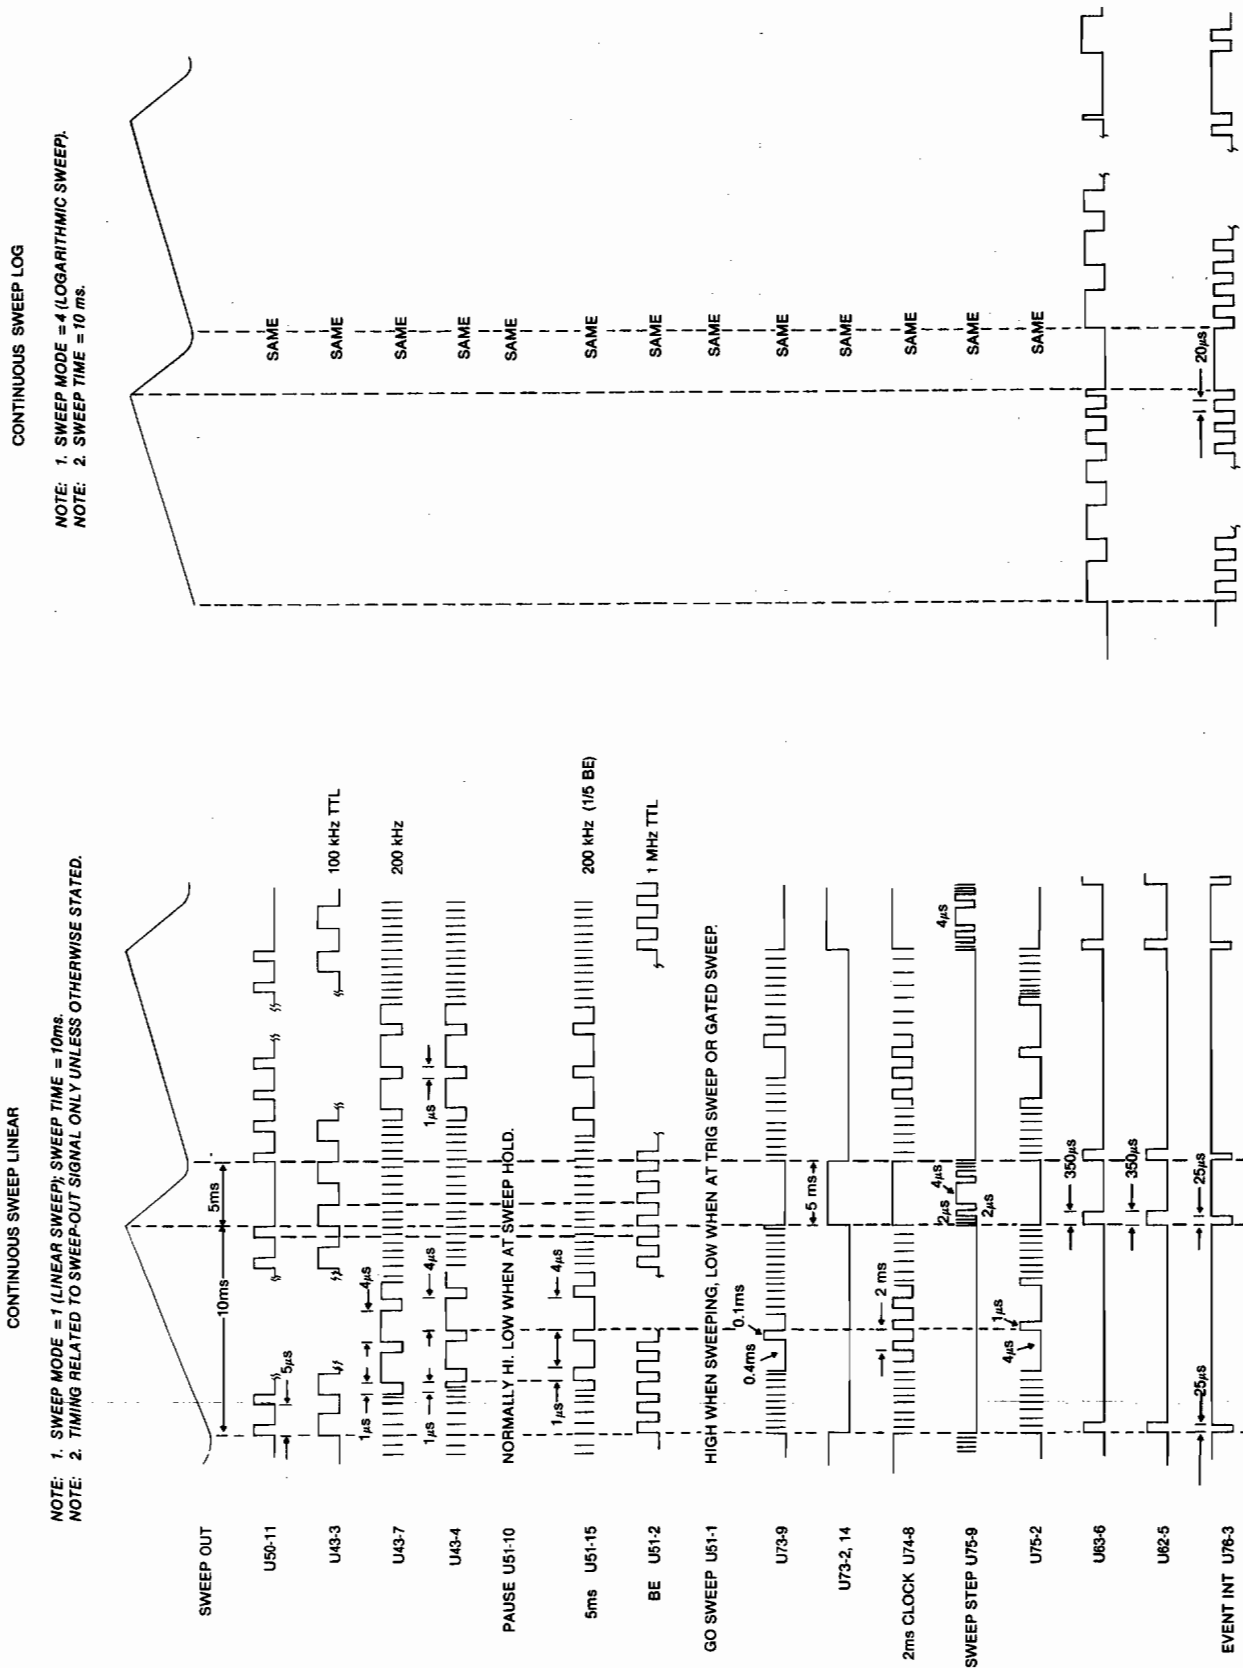 CONTINUOUS SWEEP LINEAR
NOTE: 1. SWEEP MODE = 1 (LINEAR SWEEP); SWEEP TIME = 10ms.
NOTE: 2. TIMING RELATED TO SWEEP-OUT SIGNAL ONLY UNLESS OTHERWISE STATED.
SWEEP OUT
10ms
5ms
U50-11
5µs
U43-3
100 kHz TTL
U43-7
1µs
4µs
200 kHz
U43-4
1µs
4µs
1µs
PAUSE U51-10
NORMALLY HI. LOW WHEN AT SWEEP HOLD.
5ms U51-15
1µs
4µs
200 kHz (1/5 BE)
BE U51-2
1 MHz TTL
GO SWEEP U51-1
HIGH WHEN SWEEPING, LOW WHEN AT TRIG SWEEP OR GATED SWEEP.
U73-9
0.4ms
0.1ms
5 ms
U73-2, 14
2ms CLOCK U74-8
2 ms
SWEEP STEP U75-9
2µs
2µs
4µs
4µs
U75-2
4µs
1µs
U63-6
350µs
U62-5
350µs
EVENT INT U76-3
25µs
25µs
CONTINUOUS SWEEP LOG
NOTE: 1. SWEEP MODE = 4 (LOGARITHMIC SWEEP).
NOTE: 2. SWEEP TIME = 10 ms.
SAME
SAME
SAME
SAME
SAME
SAME
SAME
SAME
SAME
SAME
SAME
SAME
SAME
20µs